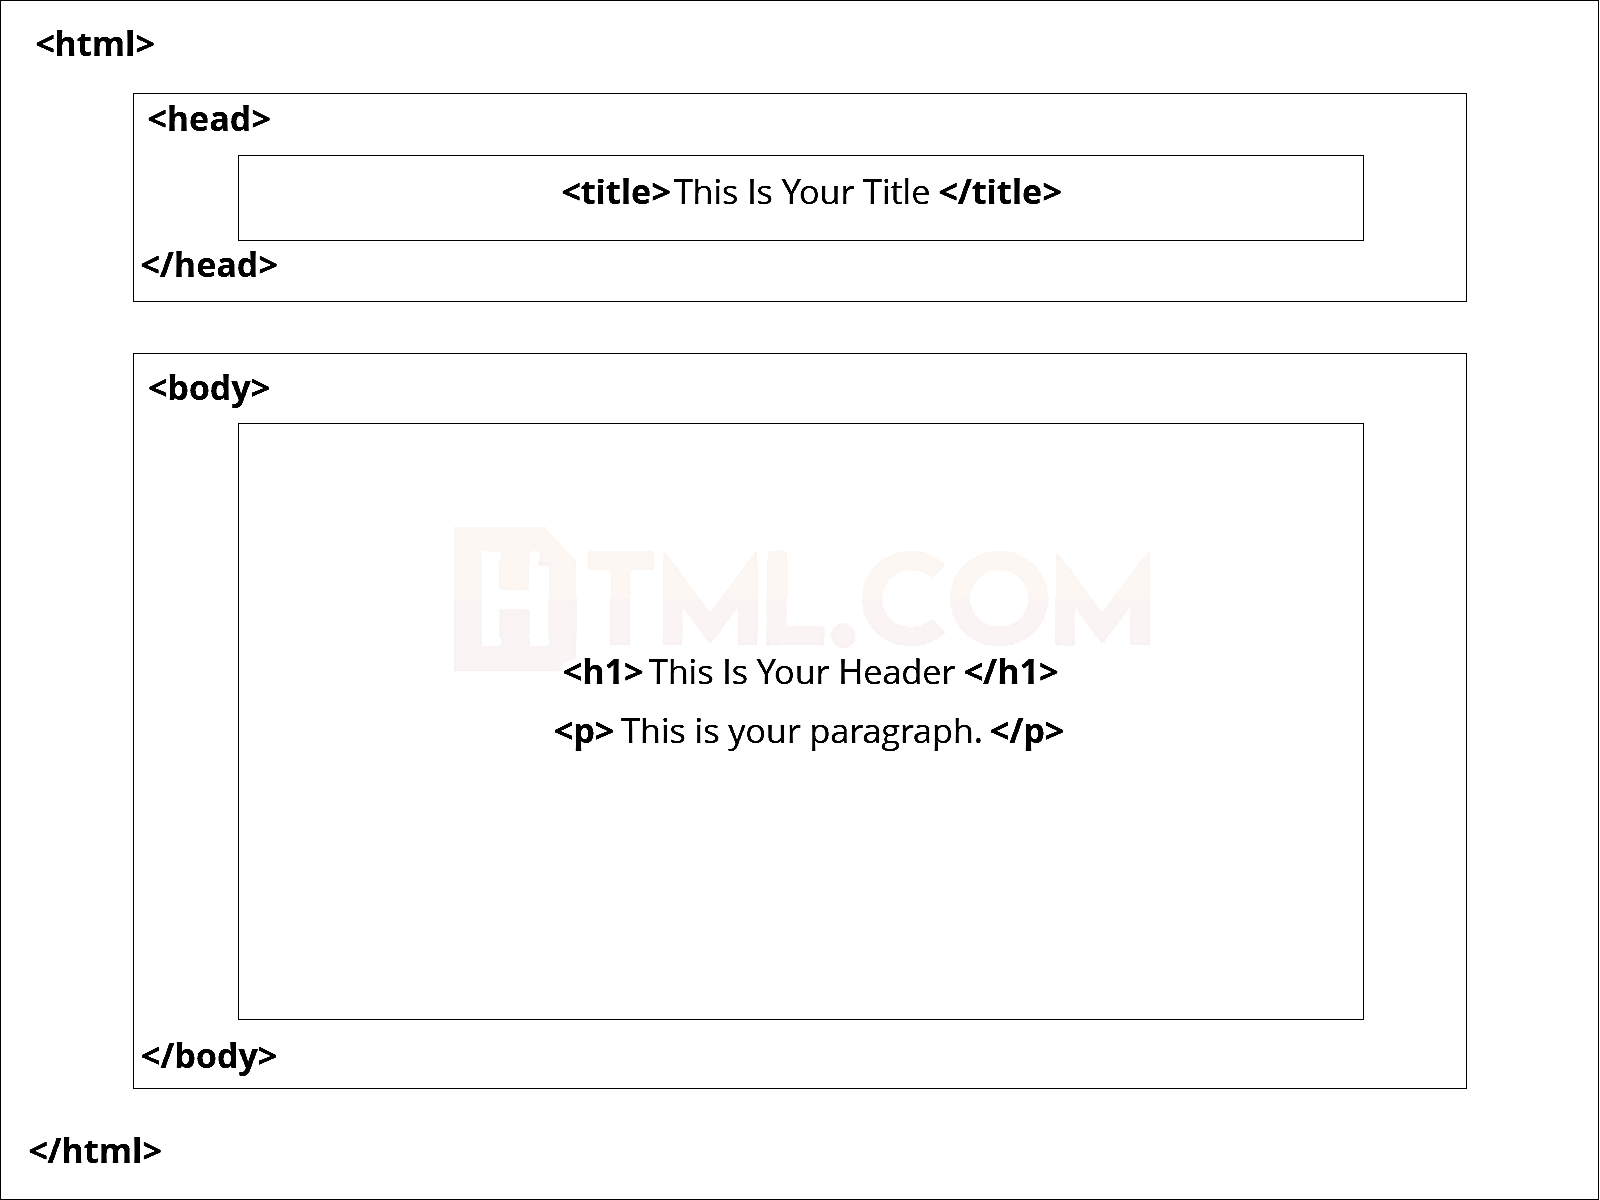 <html>
<head>
<title>This Is Your Title </title>
</head>
<body>
HTML.COM
<h1> This Is Your Header </h1>
<p> This is your paragraph. </p>
</body>
</html>